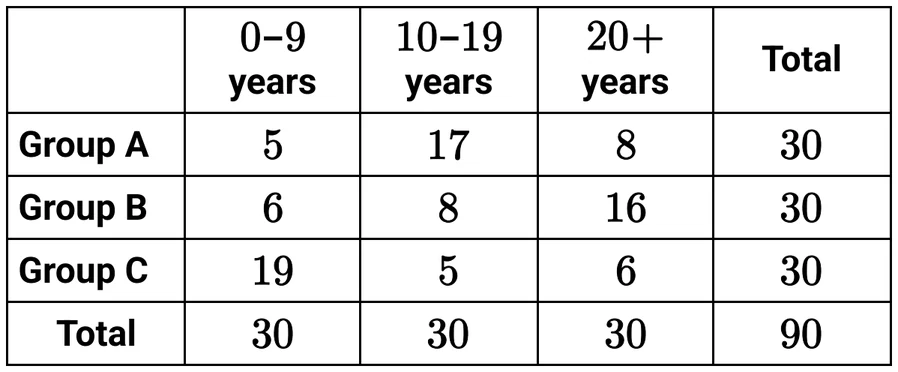 0–9 years 10–19 years 20+ years Total
Group A 5 17 8 30
Group B 6 8 16 30
Group C 19 5 6 30
Total 30 30 30 90